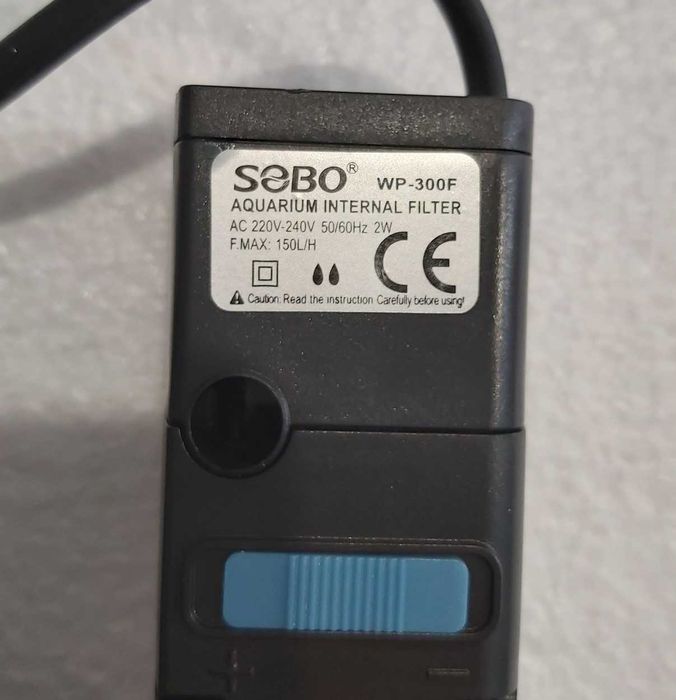 SOBO® WP-300F
AQUARIUM INTERNAL FILTER
AC 220V-240V 50/60Hz 2W
F.MAX: 150L/H
CE
Caution: Read the instruction Carefully before using!
+ —